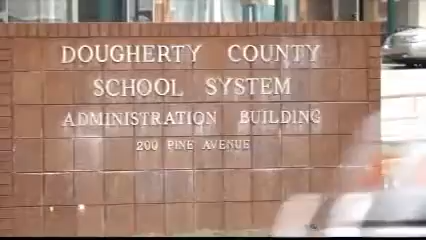 DOUGHERTY COUNTY
SCHOOL SYSTEM
ADMINISTRATION BUILDING
200 PINE AVENUE